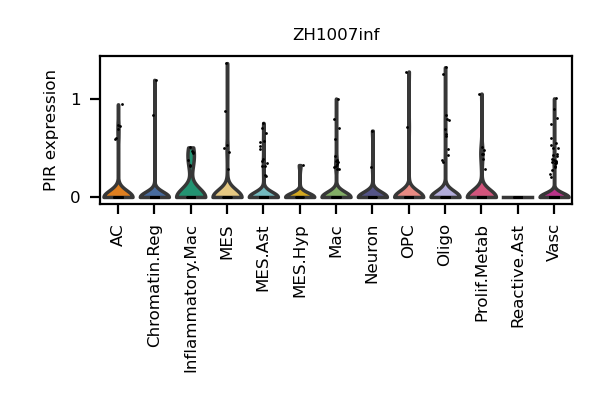 ZH1007inf
PIR expression
1
0
AC
Chromatin.Reg
Inflammatory.Mac
MES
MES.Ast
MES.Hyp
Mac
Neuron
OPC
Oligo
Prolif.Metab
Reactive.Ast
Vasc